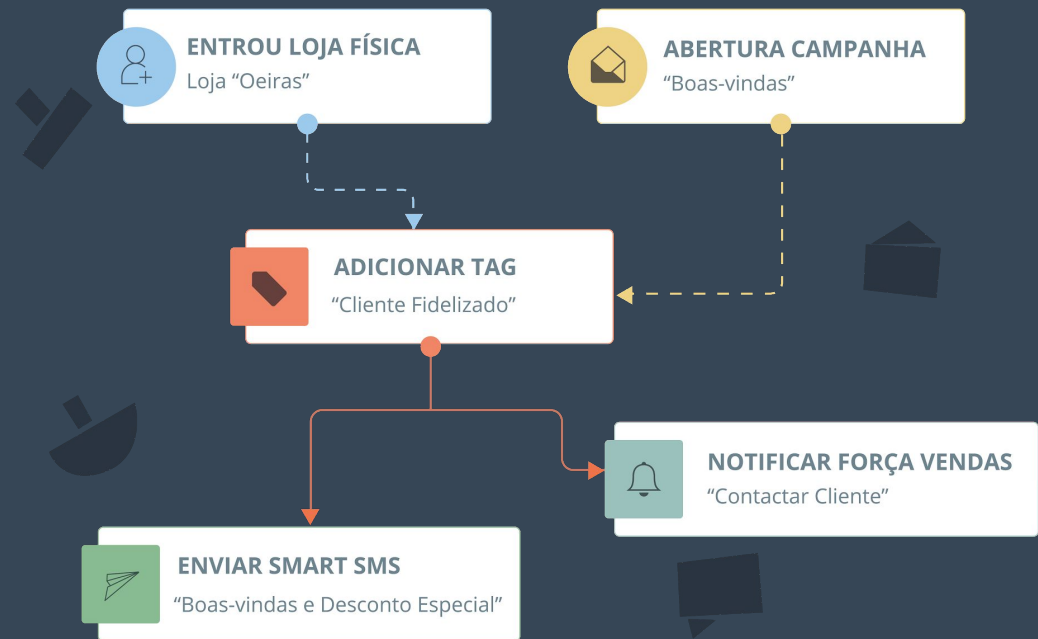 ENTROU LOJA FÍSICA
Loja “Oeiras”
ABERTURA CAMPANHA
“Boas-vindas”
ADICIONAR TAG
“Cliente Fidelizado”
NOTIFICAR FORÇA VENDAS
“Contactar Cliente”
ENVIAR SMART SMS
“Boas-vindas e Desconto Especial”